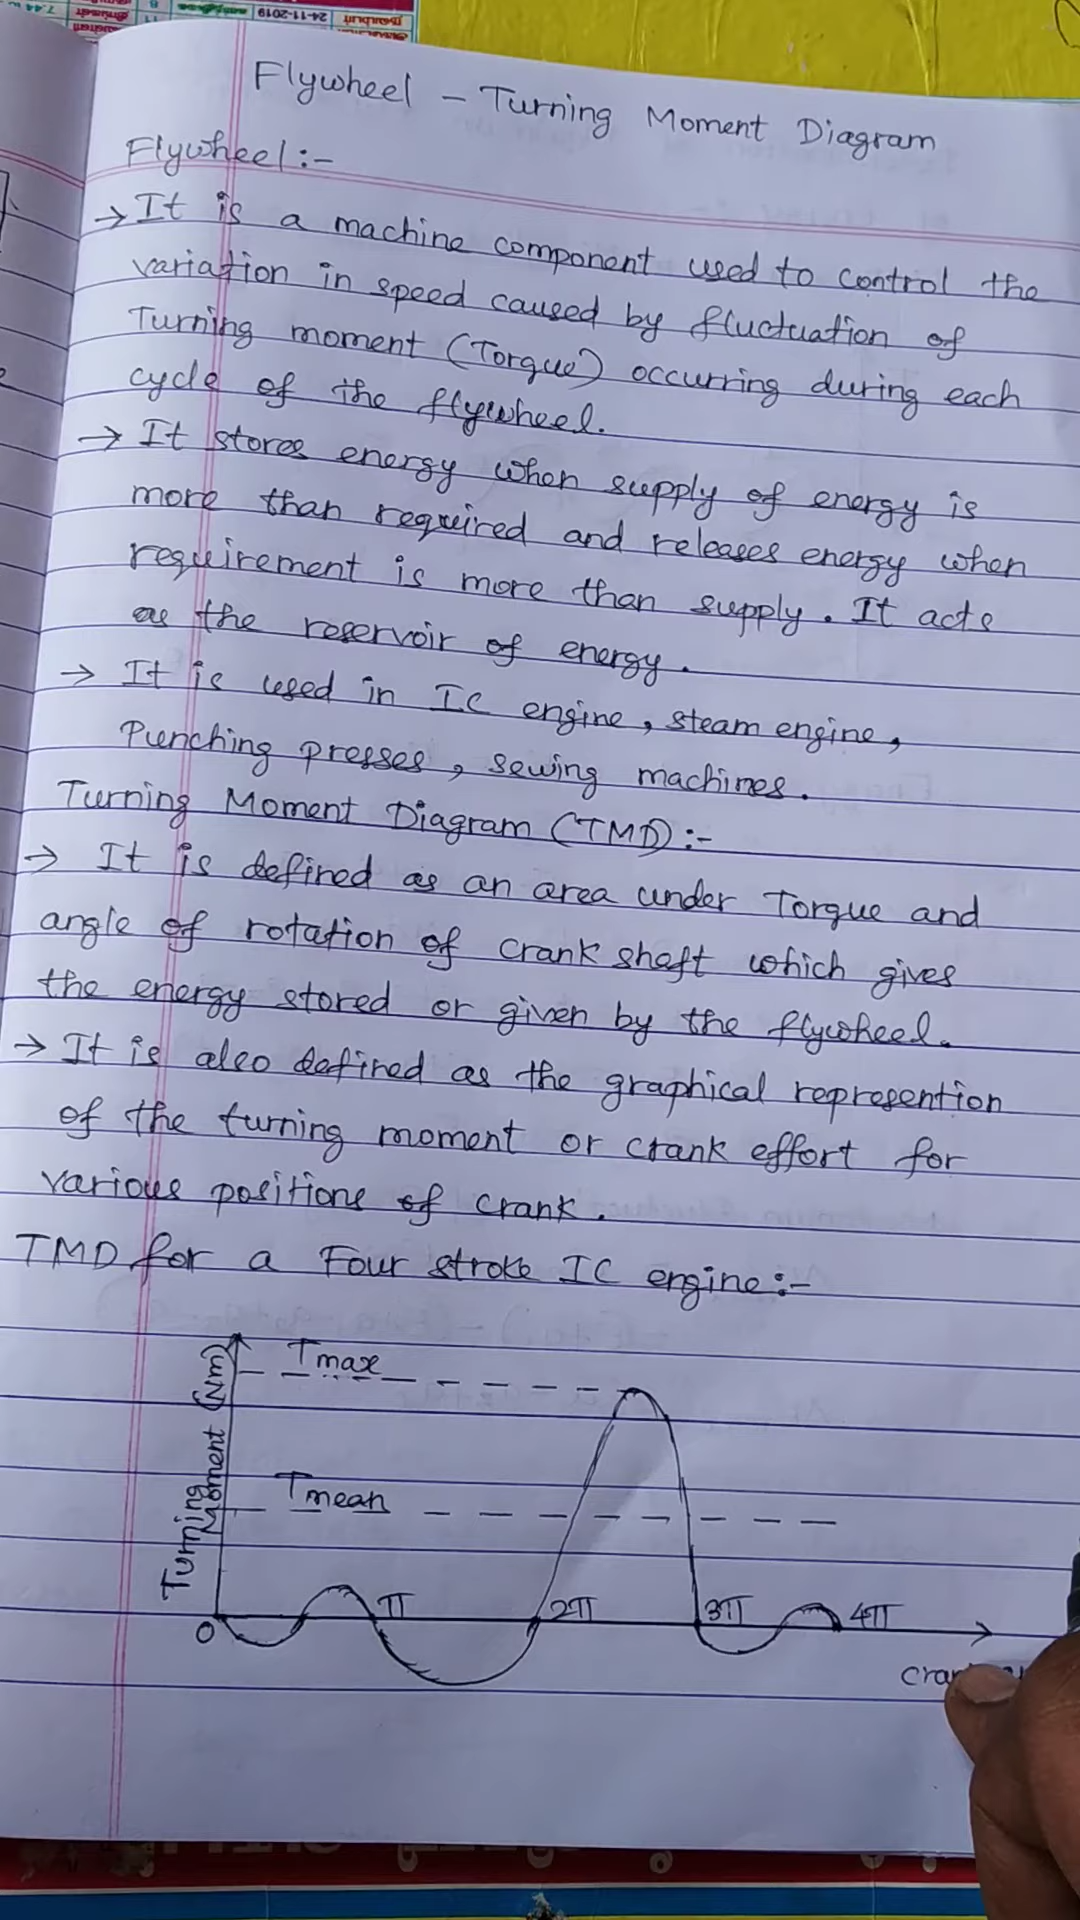 24-11-2019
Flywheel - Turning Moment Diagram
Flywheel :-
→ It is a machine component used to control the
variation in speed caused by fluctuation of
Turning moment (Torque) occurring during each
cycle of the flywheel.
→ It stores energy when supply of energy is
more than required and releases energy when
requirement is more than supply. It acts
as the reservoir of energy.
→ It is used in IC engine, steam engine,
Punching presses, sewing machines.
Turning Moment Diagram (TMD) :-
→ It is defined as an area under Torque and
angle of rotation of crank shaft which gives
the energy stored or given by the flywheel.
→ It is also defined as the graphical represention
of the turning moment or crank effort for
various positions of crank.
TMD for a Four stroke IC engine :-
Turning
Moment (Nm)
Tmax
Tmean
0 π 2π 3π 4π